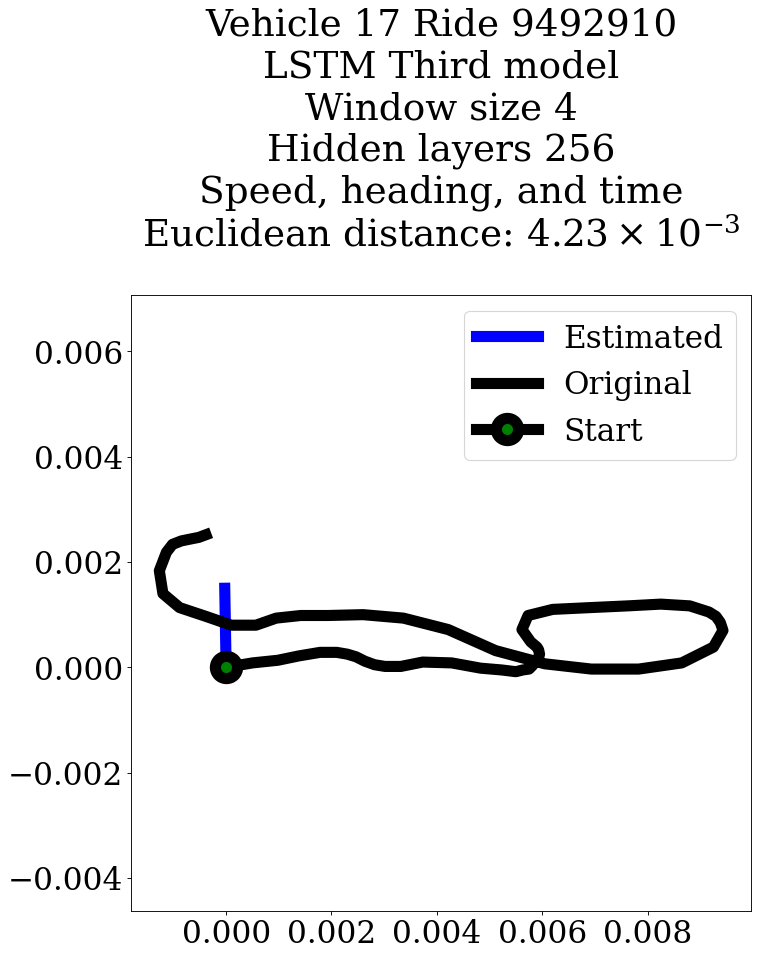 Vehicle 17 Ride 9492910
LSTM Third model
Window size 4
Hidden layers 256
Speed, heading, and time
Euclidean distance: 4.23 × 10⁻³
Estimated
Original
Start
0.006
0.004
0.002
0.000
−0.002
−0.004
0.000 0.002 0.004 0.006 0.008